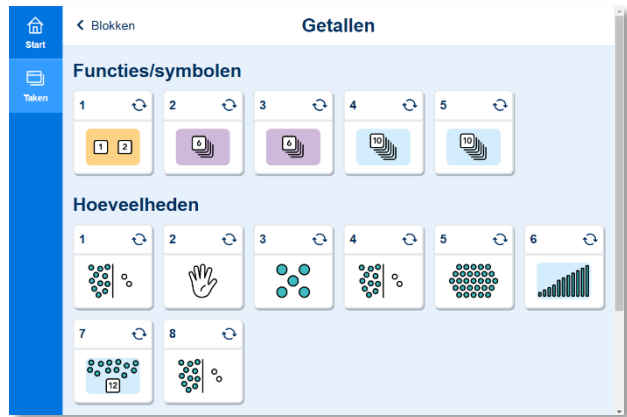 Start
Taken
Blokken
Getallen
Functies/symbolen
1 2 3 4 5
1 2 6 6 10 10
Hoeveelheden
1 2 3 4 5 6
7 8
12